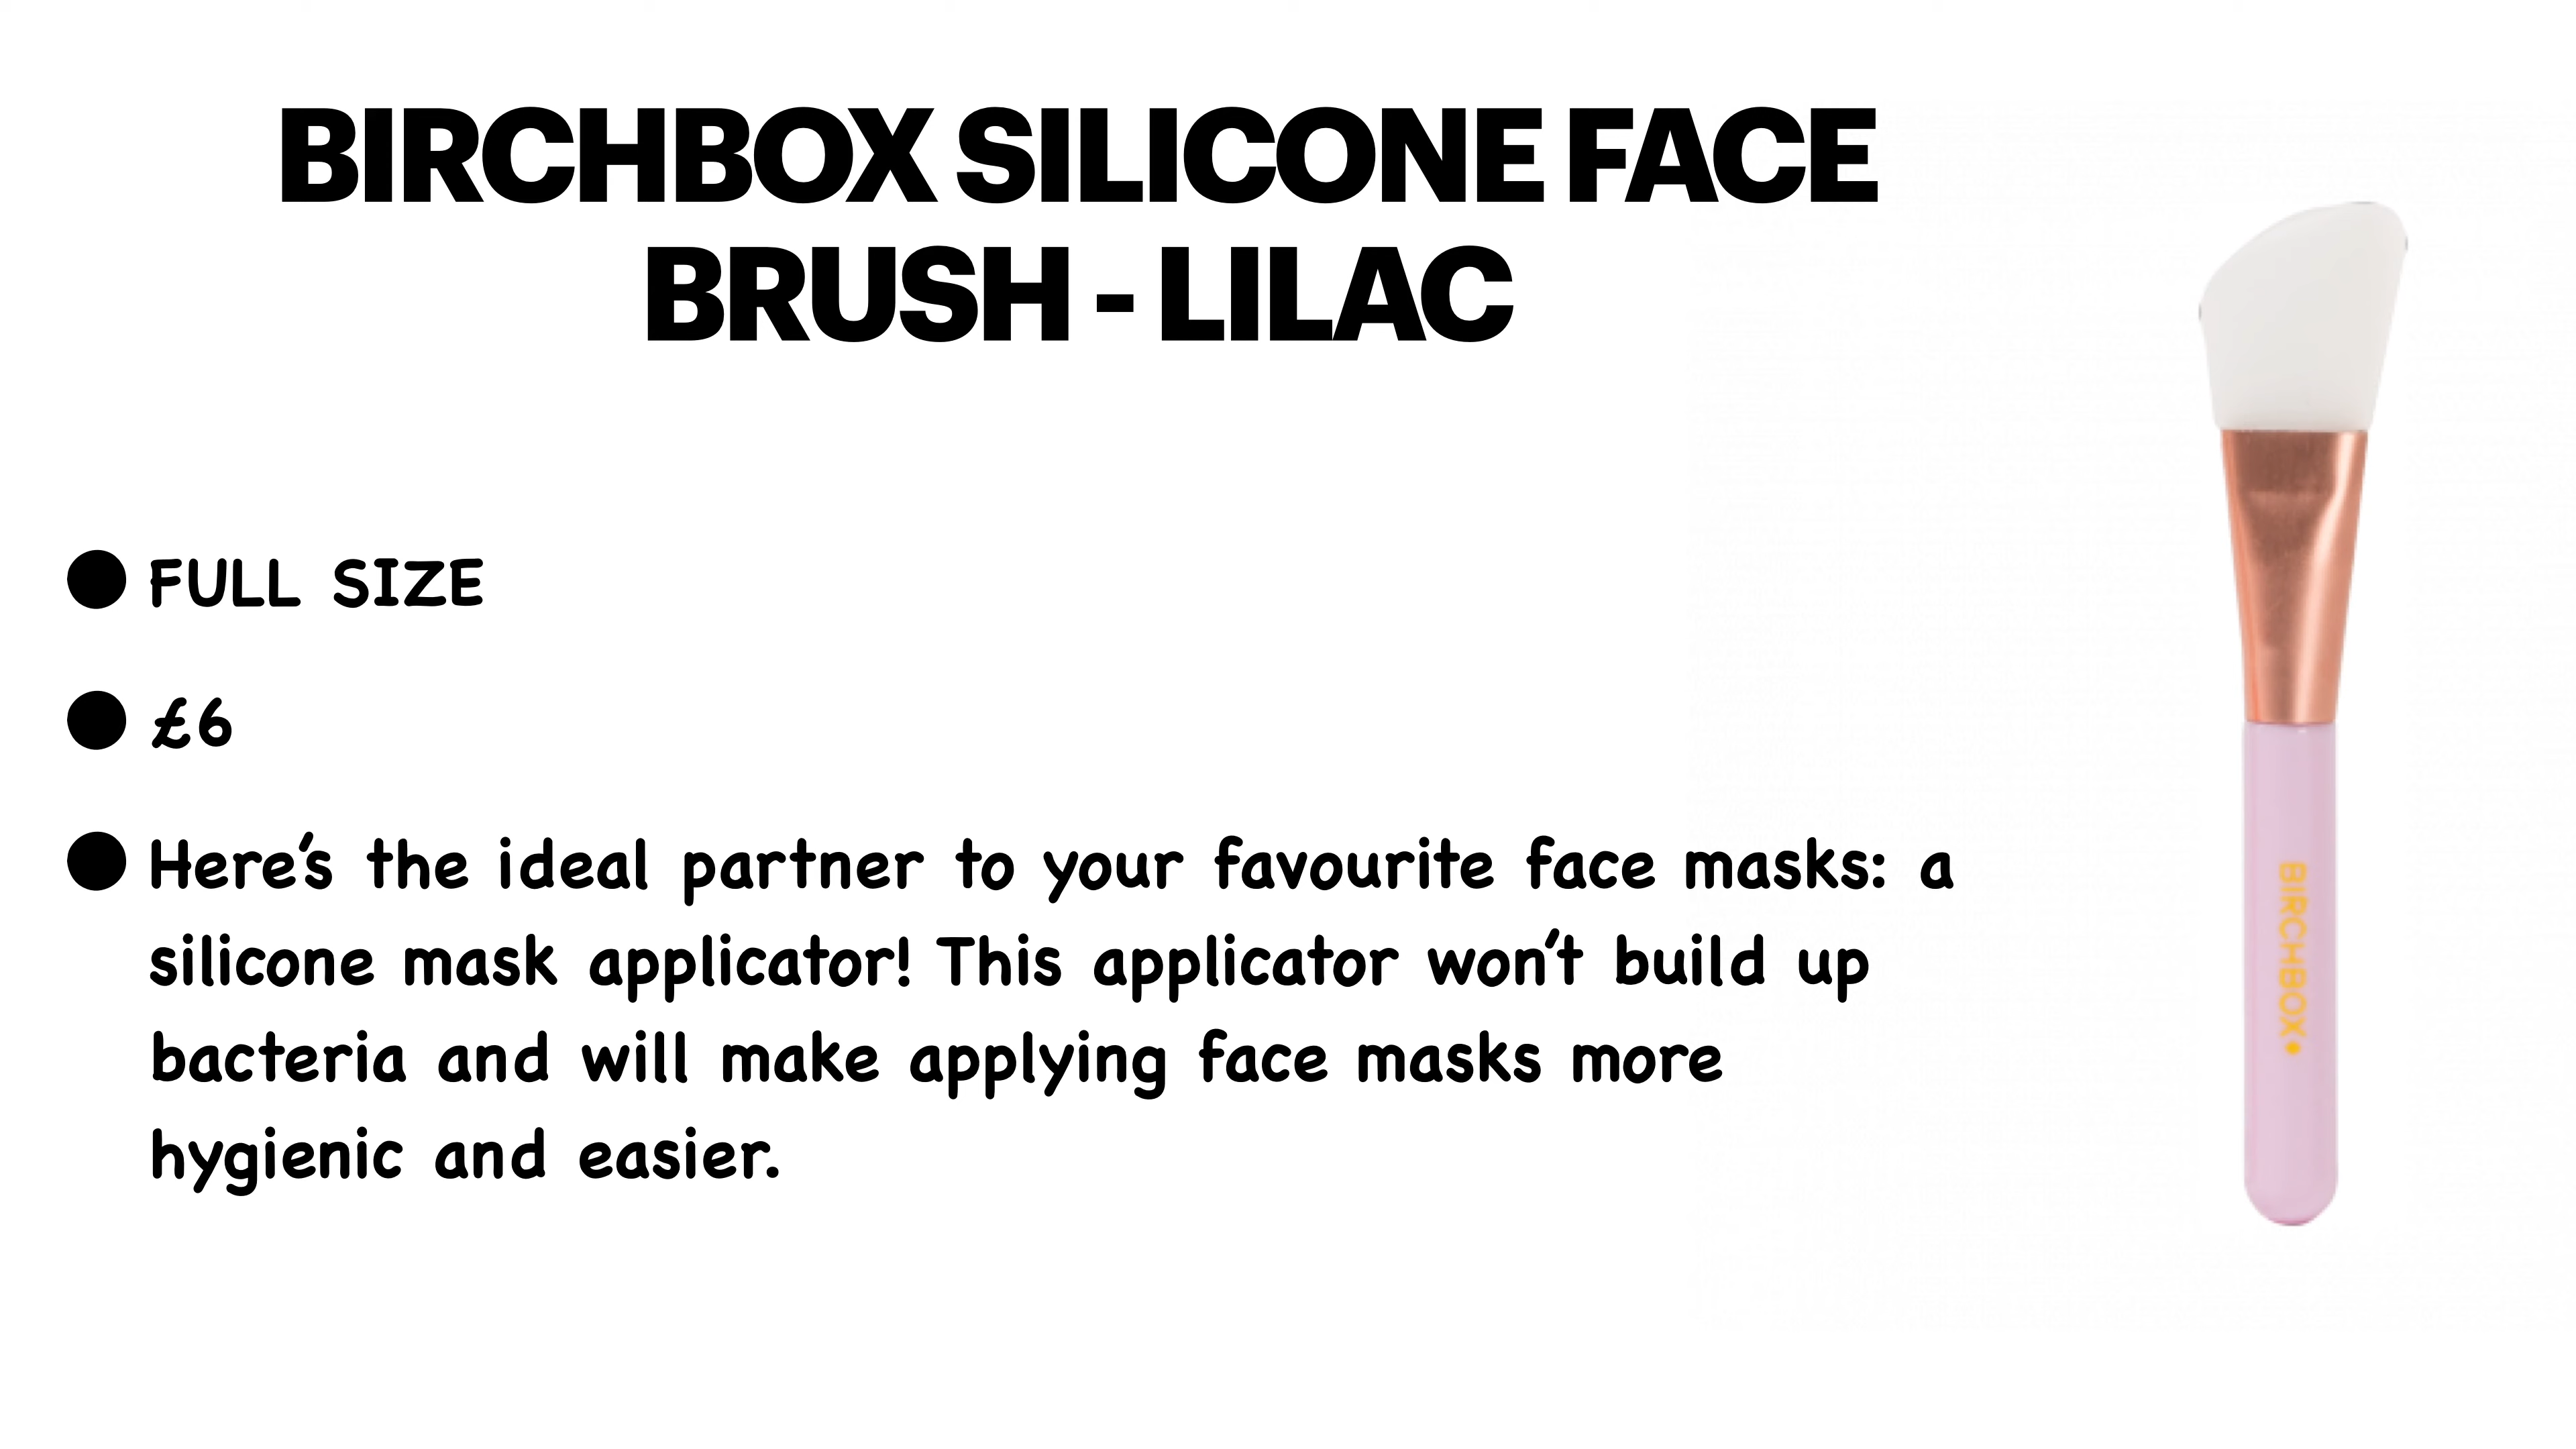 BIRCHBOX SILICONE FACE
BRUSH - LILAC
● FULL SIZE
● £6
● Here’s the ideal partner to your favourite face masks: a
silicone mask applicator! This applicator won’t build up
bacteria and will make applying face masks more
hygienic and easier.
BIRCHBOX